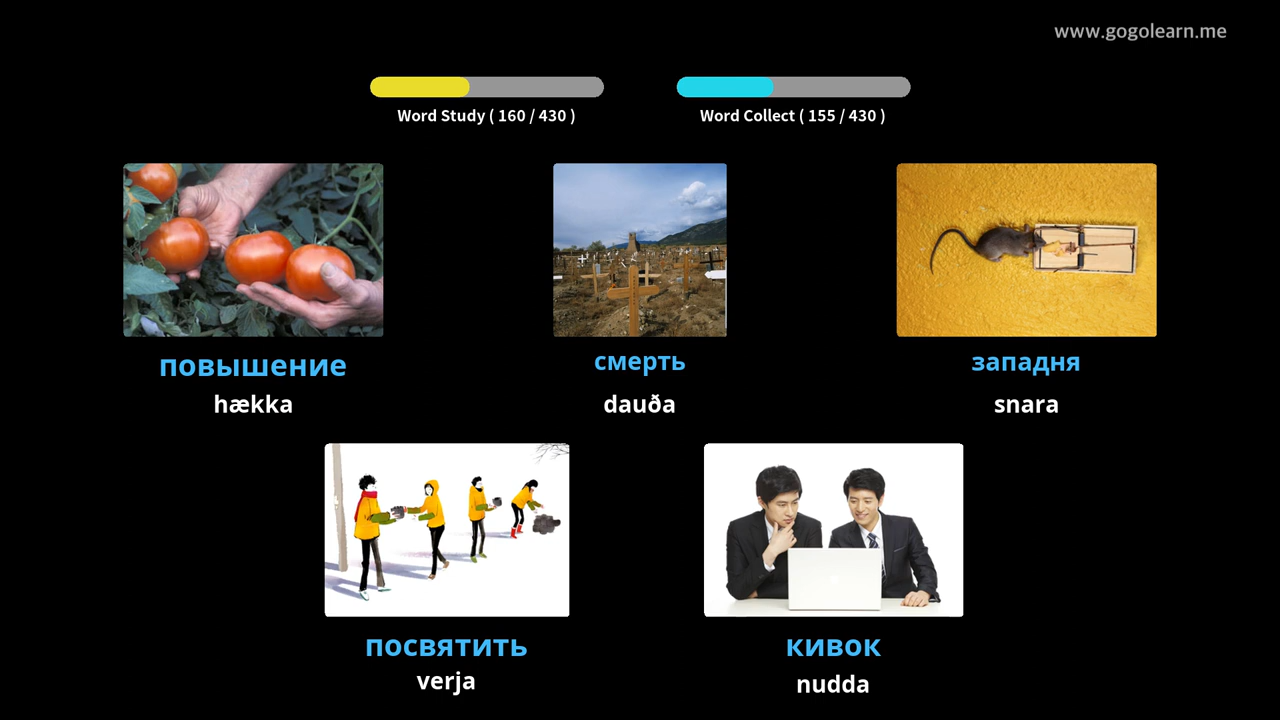 www.gogolearn.me
Word Study ( 160 / 430 )
Word Collect ( 155 / 430 )
повышение
hækka
смерть
dauða
западня
snara
посвятить
verja
кивок
nudda